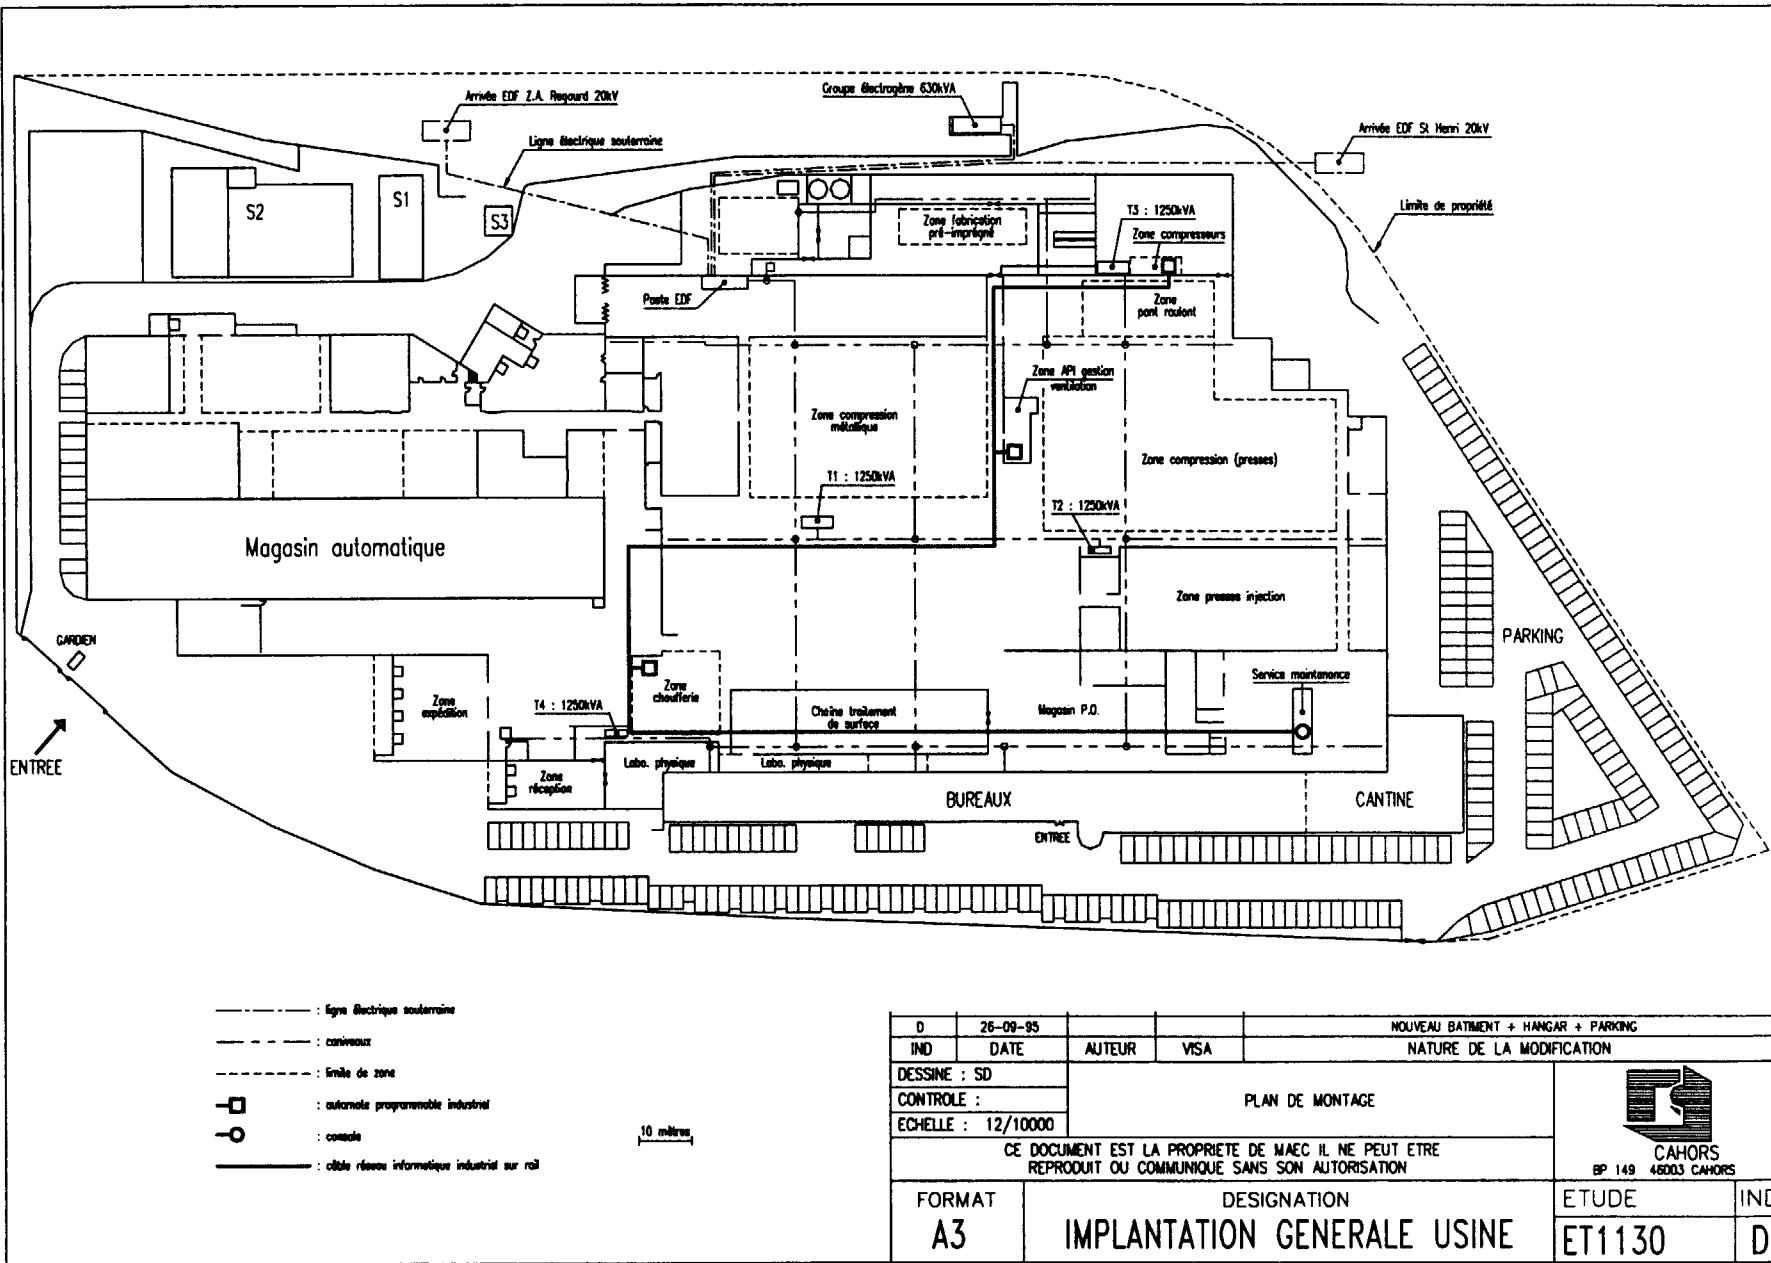 Arrivée EDF Z.A. Regourd 20kV
Groupe électrogène 630kVA
Arrivée EDF St Henri 20kV
Ligne électrique souterraine
S2
S1
S3
Limite de propriété
T3 : 1250kVA
Zone compresseurs
Zone fabrication
pré-imprégné
Poste EDF
Zone
pont roulant
Zone API gestion
ventilation
Zone compression
métallique
Zone compression (presses)
T1 : 1250kVA
T2 : 1250kVA
Magasin automatique
Zone presses injection
GARDIEN
PARKING
Zone
expédition
Zone
chaufferie
Service maintenance
T4 : 1250kVA
Chaîne traitement
de surface
Magasin P.O.
ENTREE
Labo. physique
Labo. physique
Zone
réception
BUREAUX
CANTINE
ENTREE
: ligne électrique souterraine
: caniveaux
: limite de zone
: automate programmable industriel
: console
: câble réseau informatique industriel sur rail
10 mètres
D 26-09-95 NOUVEAU BATIMENT + HANGAR + PARKING
IND DATE AUTEUR VISA NATURE DE LA MODIFICATION
DESSINE : SD
CONTROLE :
ECHELLE : 12/10000
PLAN DE MONTAGE
CAHORS
BP 149 46003 CAHORS
CE DOCUMENT EST LA PROPRIETE DE MAEC IL NE PEUT ETRE
REPRODUIT OU COMMUNIQUE SANS SON AUTORISATION
FORMAT
A3
DESIGNATION
IMPLANTATION GENERALE USINE
ETUDE
ET1130
IND
D